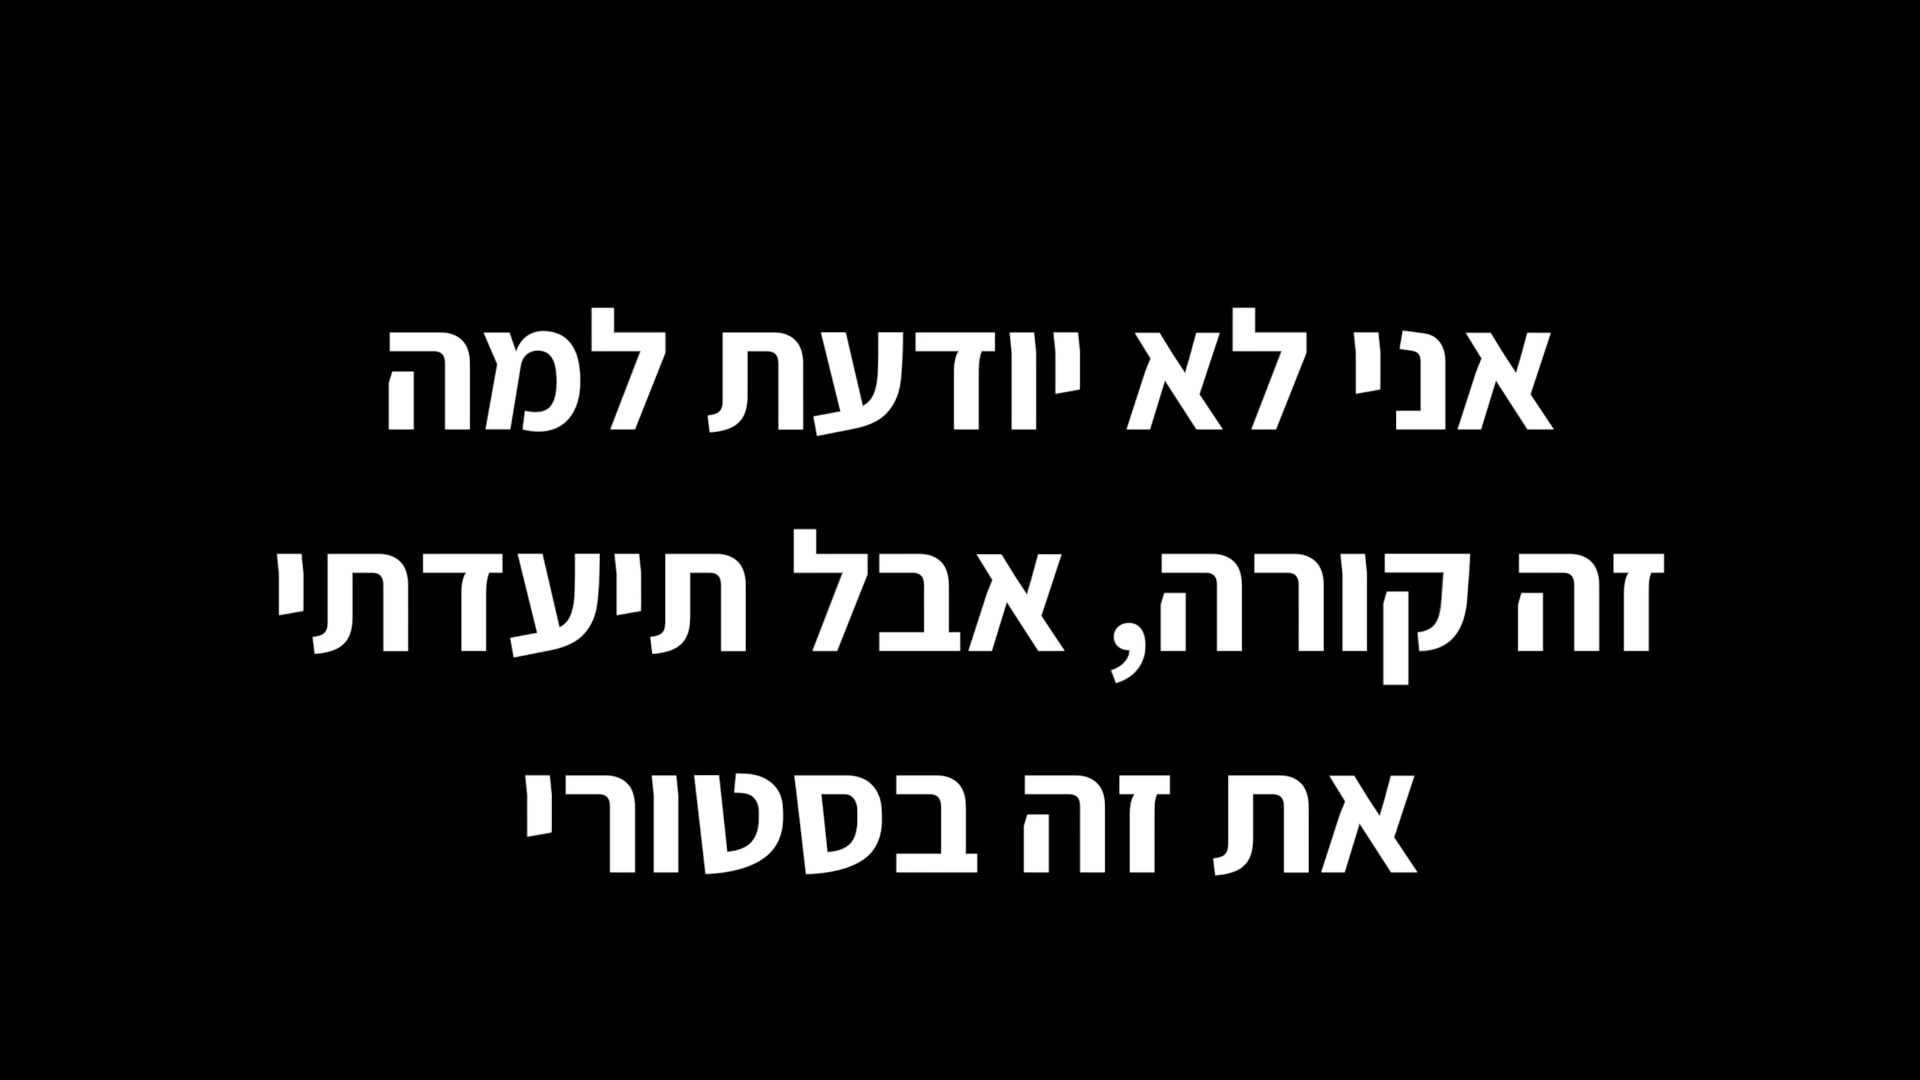 אני לא יודעת למה
זה קורה, אבל תיעדתי
את זה בסטורי